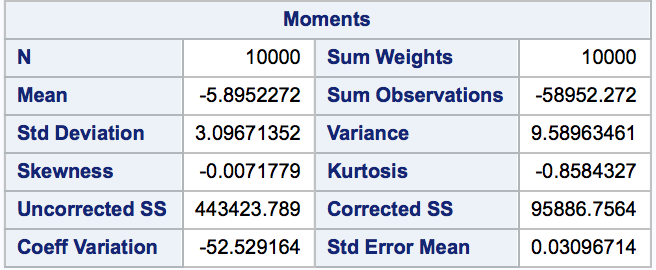 Moments
N 10000 Sum Weights 10000
Mean -5.8952272 Sum Observations -58952.272
Std Deviation 3.09671352 Variance 9.58963461
Skewness -0.0071779 Kurtosis -0.8584327
Uncorrected SS 443423.789 Corrected SS 95886.7564
Coeff Variation -52.529164 Std Error Mean 0.03096714